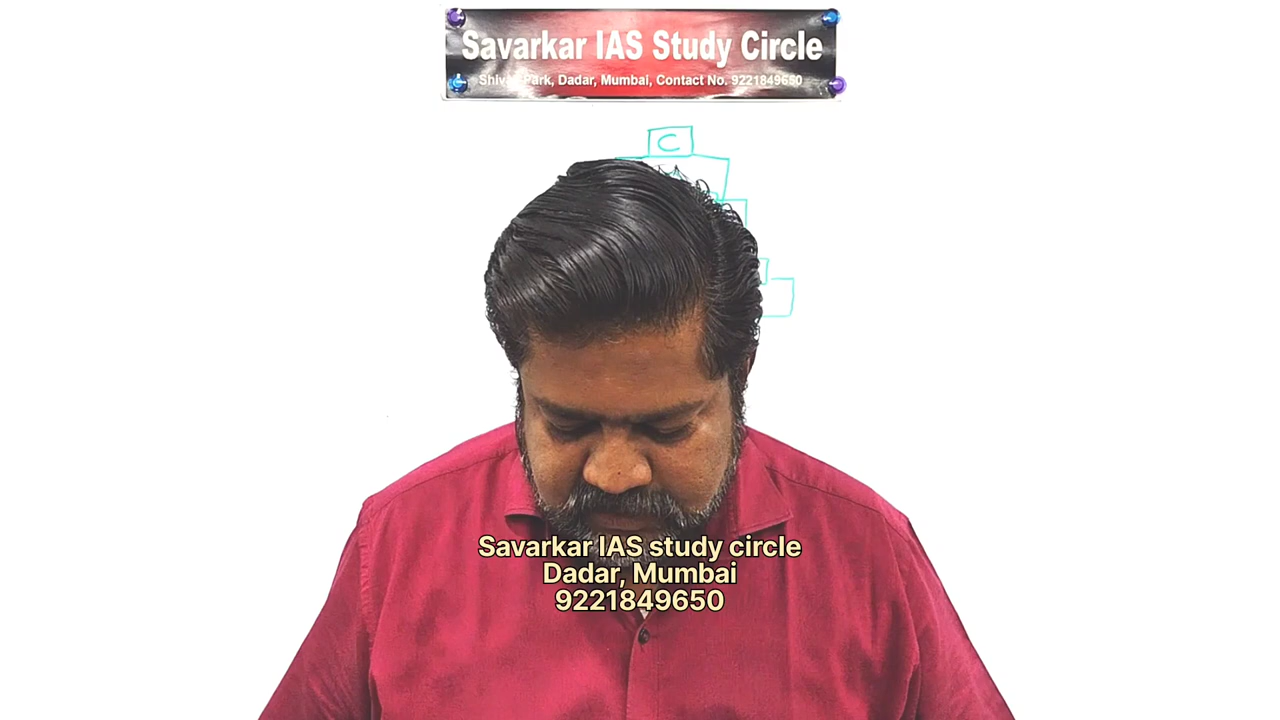 Savarkar IAS Study Circle
Park, Dadar, Mumbai, Contact No. 9221849650
C
Savarkar IAS study circle
Dadar, Mumbai
9221849650